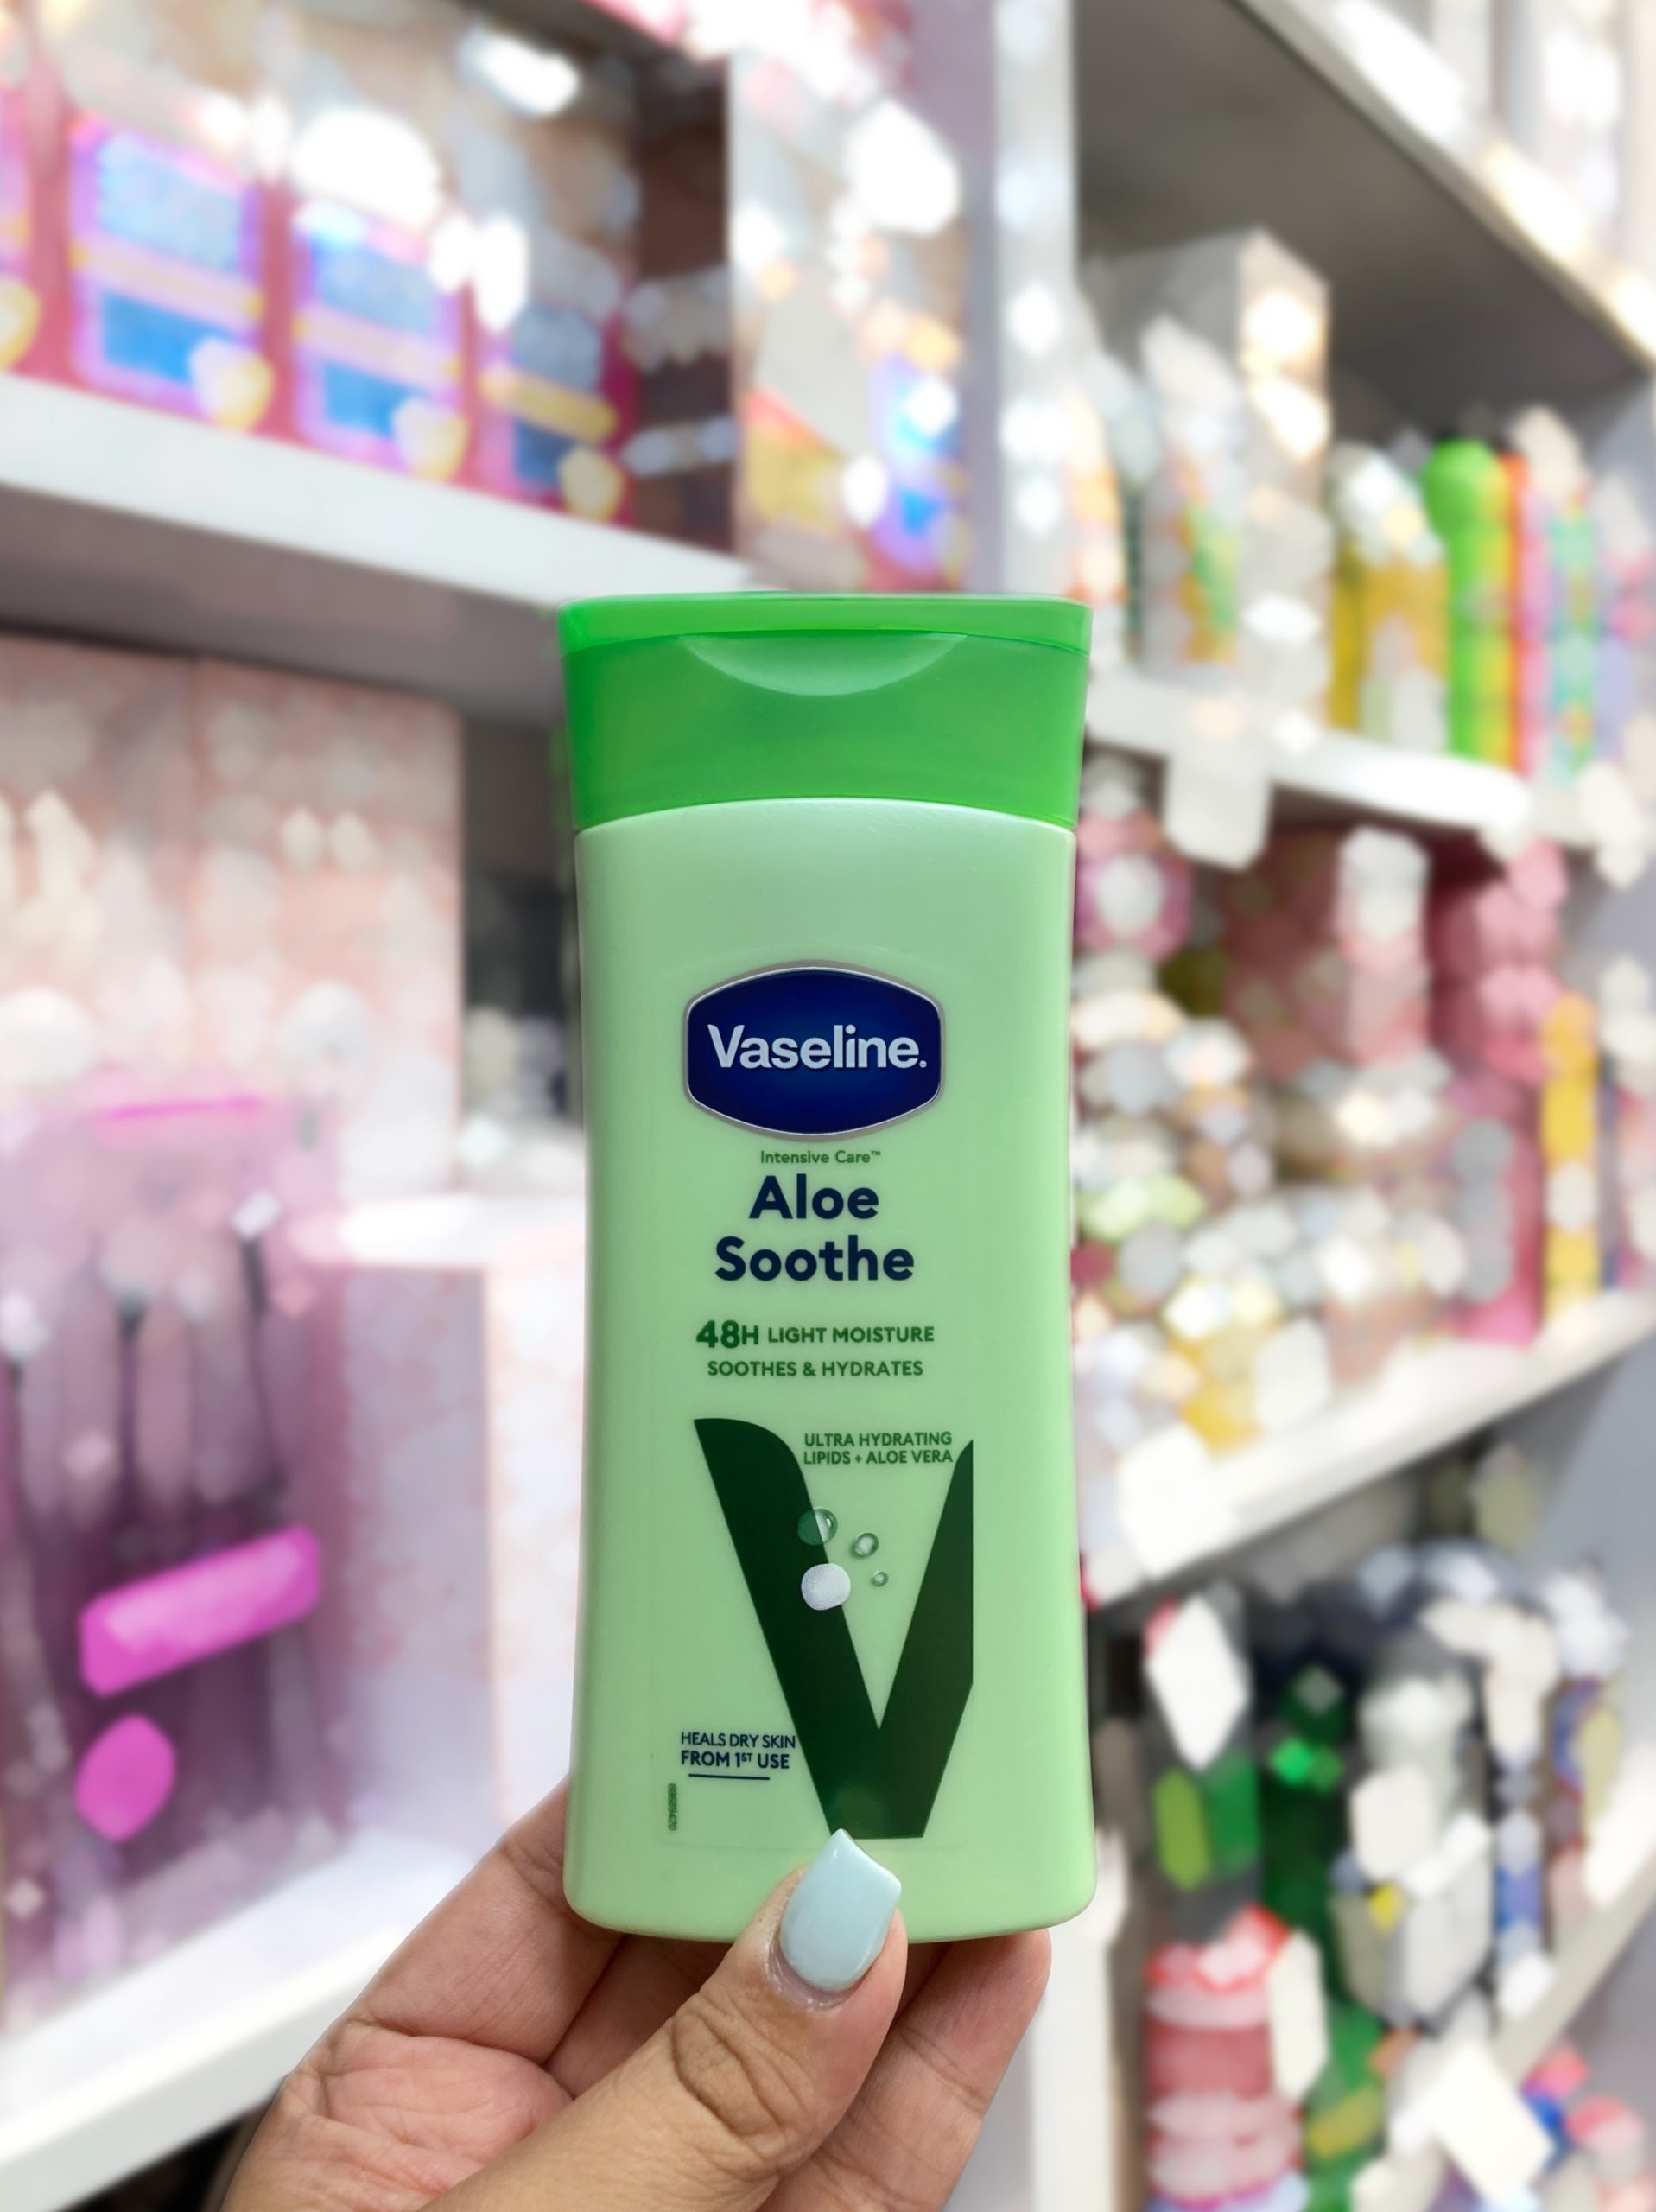 Vaseline.
Intensive Care™
Aloe
Soothe
48H LIGHT MOISTURE
SOOTHES & HYDRATES
ULTRA HYDRATING
LIPIDS + ALOE VERA
HEALS DRY SKIN
FROM 1ST USE